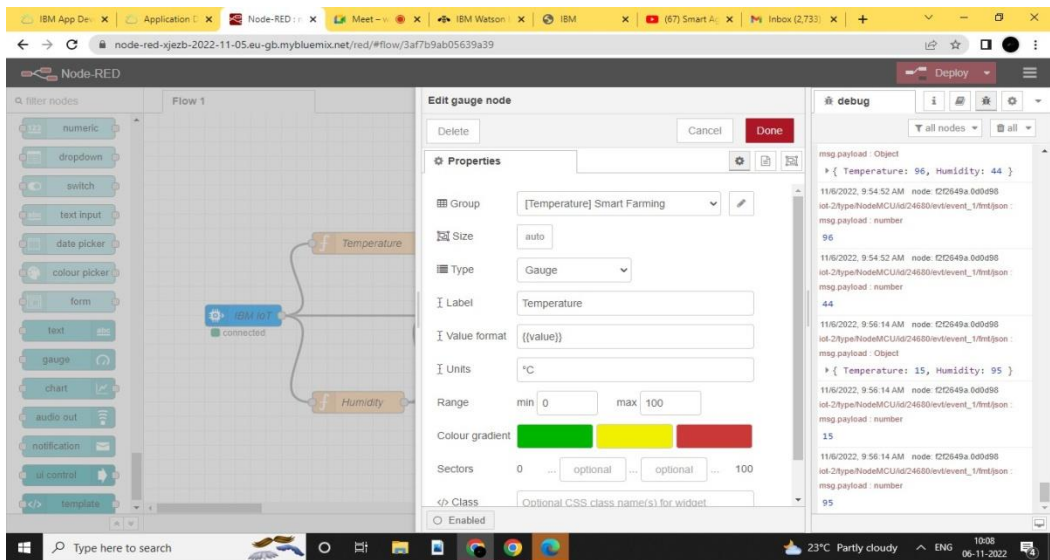 IBM App De
Application D
Node-RED : n
Meet – v
IBM Watson
IBM
(67) Smart Ag
Inbox (2,733)
node-red-xjezb-2022-11-05.eu-gb.mybluemix.net/red/#flow/3af7b9ab05639a39
Node-RED
Deploy
filter nodes
numeric
dropdown
switch
text input
date picker
colour picker
form
text
abc
gauge
chart
audio out
notification
ui control
template
Flow 1
Temperature
IBM IoT
connected
Humidity
Edit gauge node
Delete
Cancel
Done
Properties
Group
[Temperature] Smart Farming
Size
auto
Type
Gauge
Label
Temperature
Value format
{{value}}
Units
°C
Range
min 0
max 100
Colour gradient
Sectors
0 ... optional ... optional ... 100
</> Class
Optional CSS class name(s) for widget
Enabled
debug
all nodes
all
msg.payload : Object
{ Temperature: 96, Humidity: 44 }
11/6/2022, 9:54:52 AM node: f2f2649a.0d0d98
iot-2/type/NodeMCU/id/24680/evt/event_1/fmt/json :
msg.payload : number
96
11/6/2022, 9:54:52 AM node: f2f2649a.0d0d98
iot-2/type/NodeMCU/id/24680/evt/event_1/fmt/json :
msg.payload : number
44
11/6/2022, 9:56:14 AM node: f2f2649a.0d0d98
iot-2/type/NodeMCU/id/24680/evt/event_1/fmt/json :
msg.payload : Object
{ Temperature: 15, Humidity: 95 }
11/6/2022, 9:56:14 AM node: f2f2649a.0d0d98
iot-2/type/NodeMCU/id/24680/evt/event_1/fmt/json :
msg.payload : number
15
11/6/2022, 9:56:14 AM node: f2f2649a.0d0d98
iot-2/type/NodeMCU/id/24680/evt/event_1/fmt/json :
msg.payload : number
95
Type here to search
23°C Partly cloudy
ENG
10:08
06-11-2022